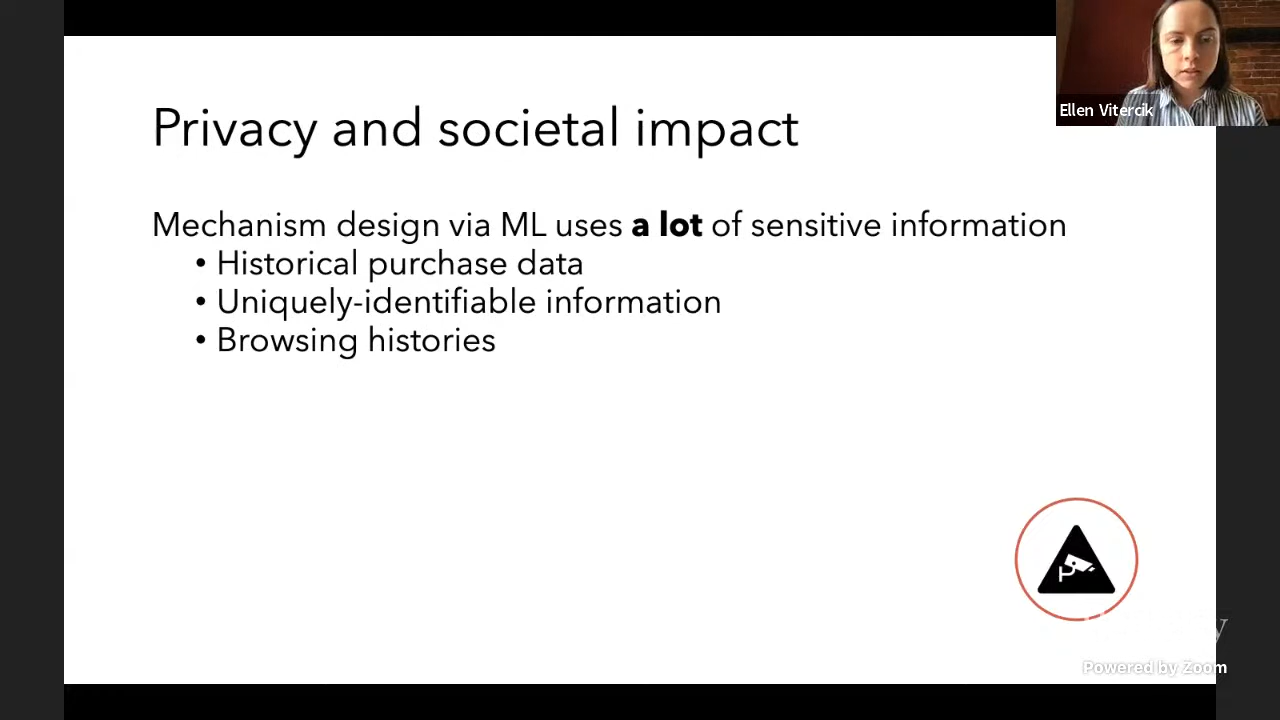 Privacy and societal impact
Ellen Vitercik
Mechanism design via ML uses a lot of sensitive information
• Historical purchase data
• Uniquely-identifiable information
• Browsing histories
Powered by Zoom